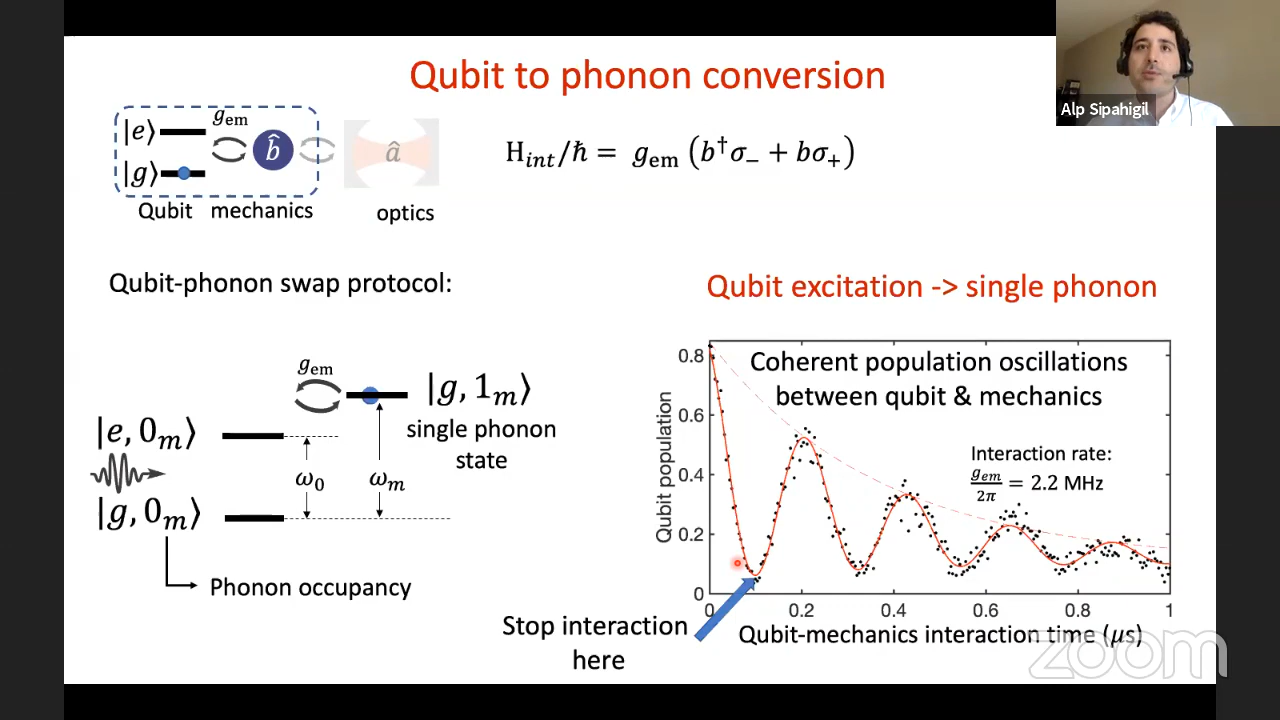 Qubit to phonon conversion
Alp Sipahigil
|e⟩
g_em
b̂
â
|g⟩
Qubit mechanics optics
H_int/ħ = g_em (b†σ₋ + bσ₊)
Qubit-phonon swap protocol:
g_em
|g, 1_m⟩
single phonon
state
|e, 0_m⟩
ω₀
ω_m
|g, 0_m⟩
Phonon occupancy
Qubit excitation -> single phonon
Coherent population oscillations
between qubit & mechanics
Interaction rate:
g_em/2π = 2.2 MHz
Qubit population
0.8
0.6
0.4
0.2
0
0 0.2 0.4 0.6 0.8 1
Qubit-mechanics interaction time (μs)
Stop interaction
here
zoom